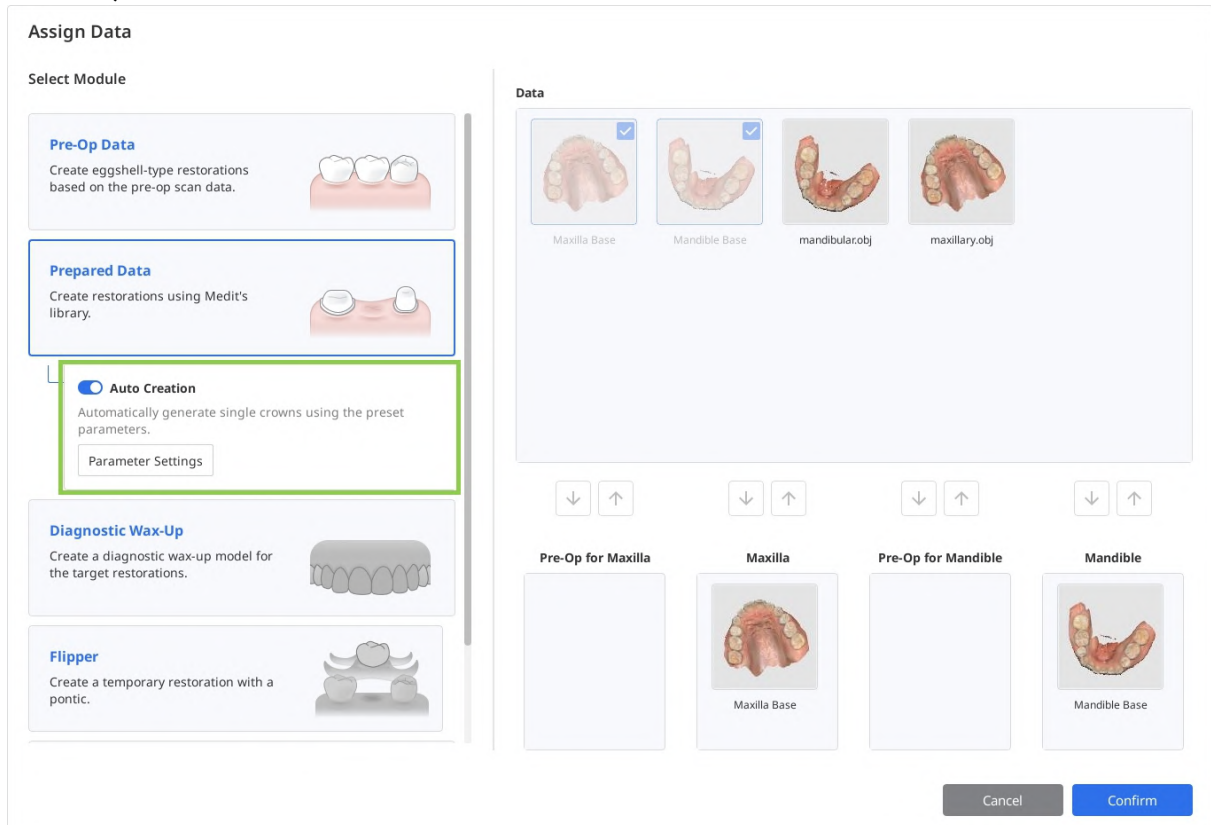 Assign Data
Select Module
Pre-Op Data
Create eggshell-type restorations
based on the pre-op scan data.
Prepared Data
Create restorations using Medit's
library.
Auto Creation
Automatically generate single crowns using the preset
parameters.
Parameter Settings
Diagnostic Wax-Up
Create a diagnostic wax-up model for
the target restorations.
Flipper
Create a temporary restoration with a
pontic.
Data
Maxilla Base
Mandible Base
mandibular.obj
maxillary.obj
Pre-Op for Maxilla
Maxilla
Pre-Op for Mandible
Mandible
Maxilla Base
Mandible Base
Cancel
Confirm